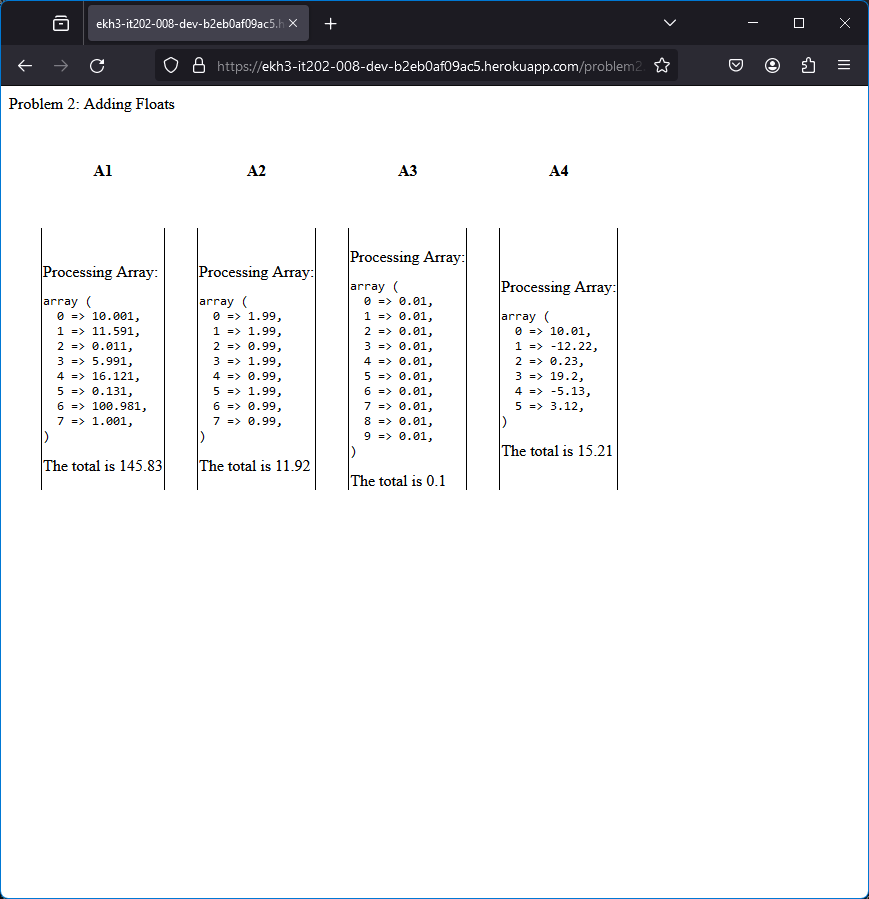 ekh3-it202-008-dev-b2eb0af09ac5.h
https://ekh3-it202-008-dev-b2eb0af09ac5.herokuapp.com/problem2
Problem 2: Adding Floats
A1
Processing Array:
array (
  0 => 10.001,
  1 => 11.591,
  2 => 0.011,
  3 => 5.991,
  4 => 16.121,
  5 => 0.131,
  6 => 100.981,
  7 => 1.001,
)
The total is 145.83
A2
Processing Array:
array (
  0 => 1.99,
  1 => 1.99,
  2 => 0.99,
  3 => 1.99,
  4 => 0.99,
  5 => 1.99,
  6 => 0.99,
  7 => 0.99,
)
The total is 11.92
A3
Processing Array:
array (
  0 => 0.01,
  1 => 0.01,
  2 => 0.01,
  3 => 0.01,
  4 => 0.01,
  5 => 0.01,
  6 => 0.01,
  7 => 0.01,
  8 => 0.01,
  9 => 0.01,
)
The total is 0.1
A4
Processing Array:
array (
  0 => 10.01,
  1 => -12.22,
  2 => 0.23,
  3 => 19.2,
  4 => -5.13,
  5 => 3.12,
)
The total is 15.21